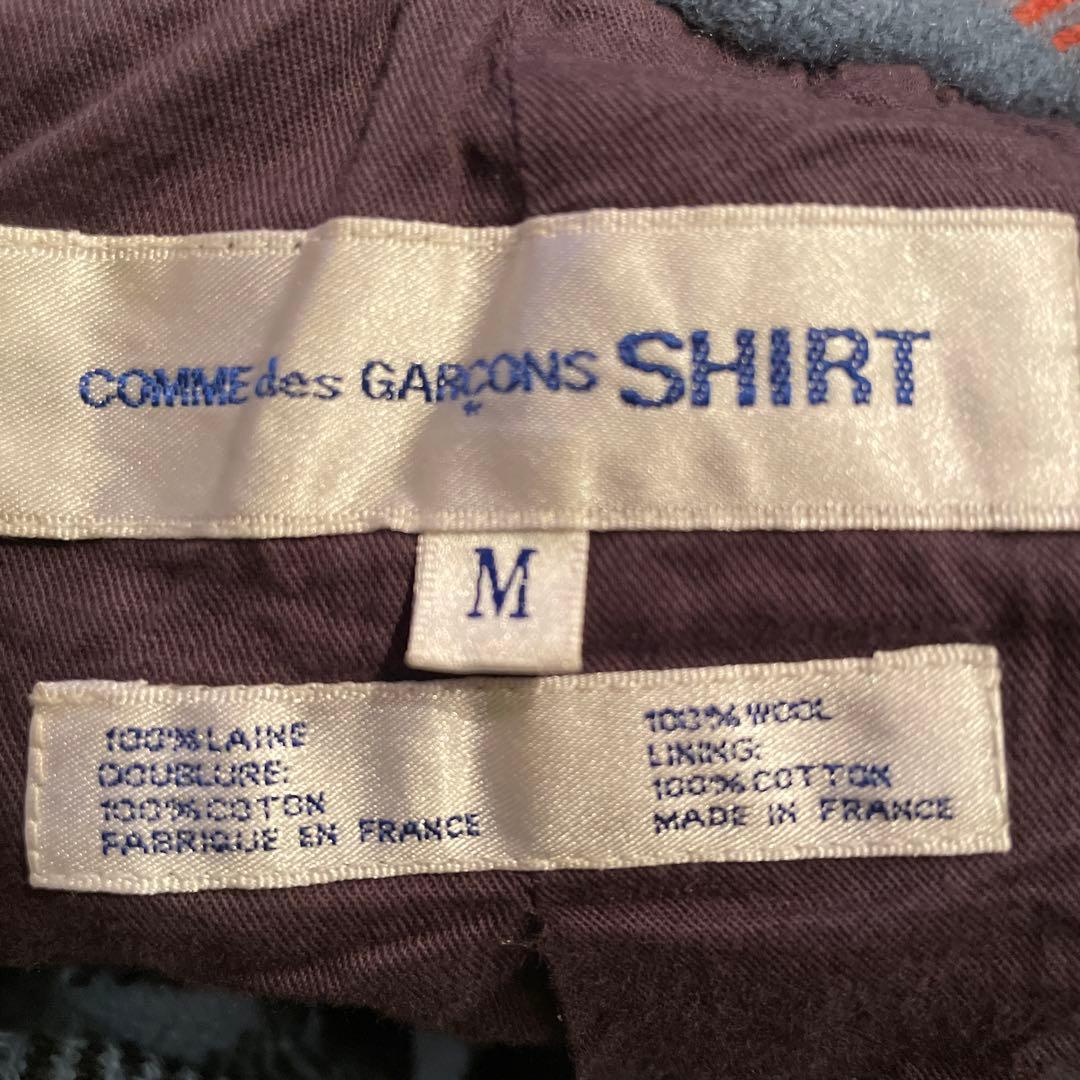 COMME des GARÇONS SHIRT
M
100% LAINE
DOUBLURE:
100% COTON
FABRIQUE EN FRANCE
100% WOOL
LINING:
100% COTTON
MADE IN FRANCE